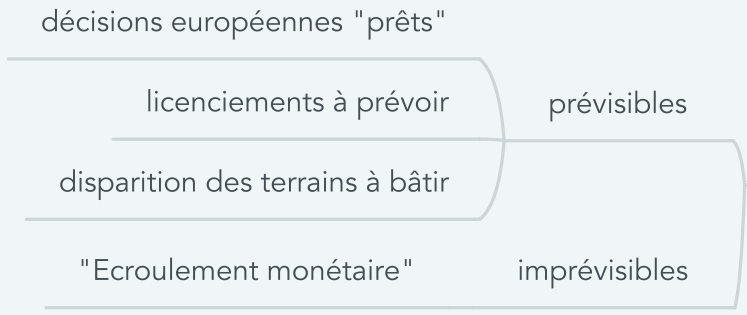 décisions européennes "prêts"
licenciements à prévoir
prévisibles
disparition des terrains à bâtir
"Ecroulement monétaire"
imprévisibles